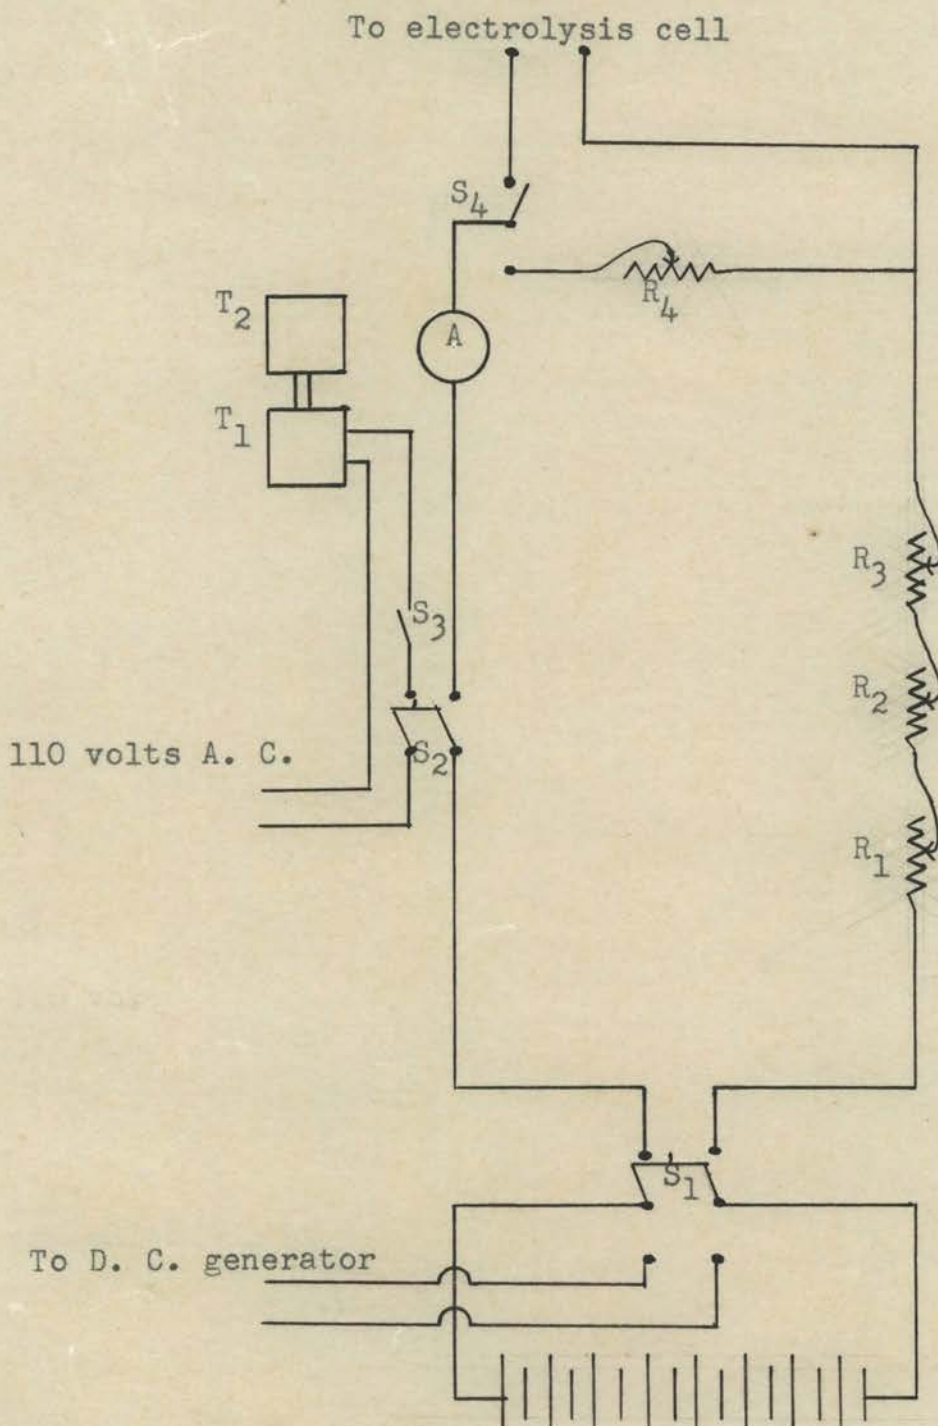 To electrolysis cell
S4
R4
T2
A
T1
R3
S3
R2
110 volts A. C.
S2
R1
S1
To D. C. generator